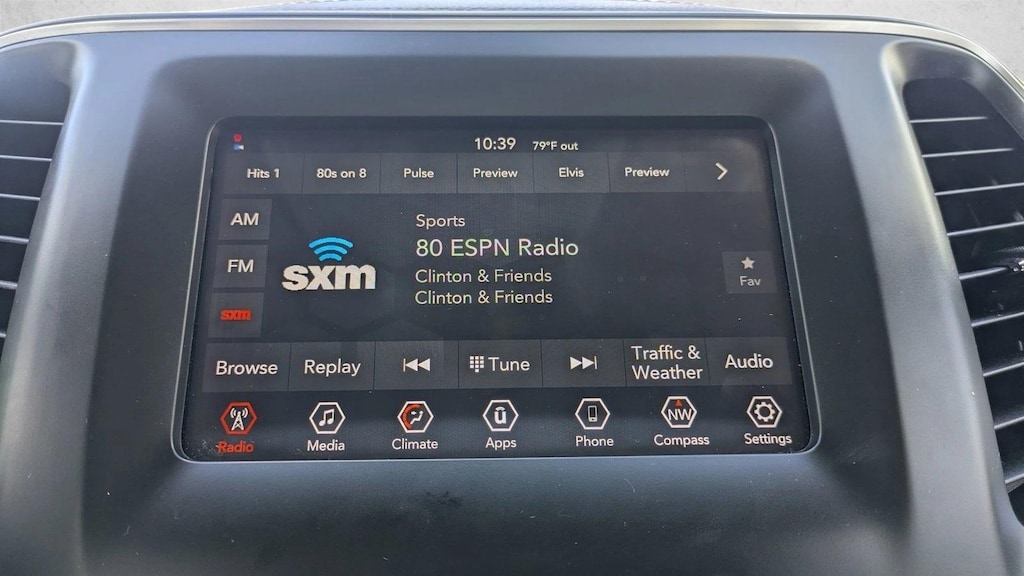 10:39 79°F out
Hits 1 80s on 8 Pulse Preview Elvis Preview
AM
FM
sxm
sxm
Sports
80 ESPN Radio
Clinton & Friends
Clinton & Friends
Fav
Browse Replay Tune Traffic & Weather Audio
Radio Media Climate Apps Phone NW Compass Settings